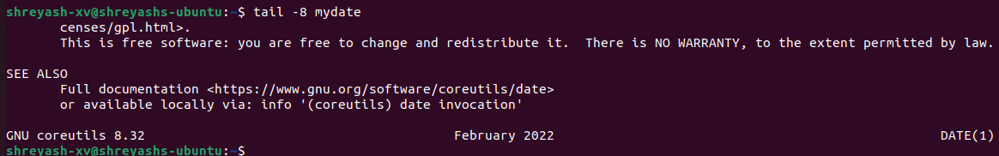 shreyash-xv@shreyashs-ubuntu:~$ tail -8 mydate
censes/gpl.html>.
This is free software: you are free to change and redistribute it.  There is NO WARRANTY, to the extent permitted by law.
SEE ALSO
Full documentation <https://www.gnu.org/software/coreutils/date>
or available locally via: info '(coreutils) date invocation'
GNU coreutils 8.32 February 2022 DATE(1)
shreyash-xv@shreyashs-ubuntu:~$